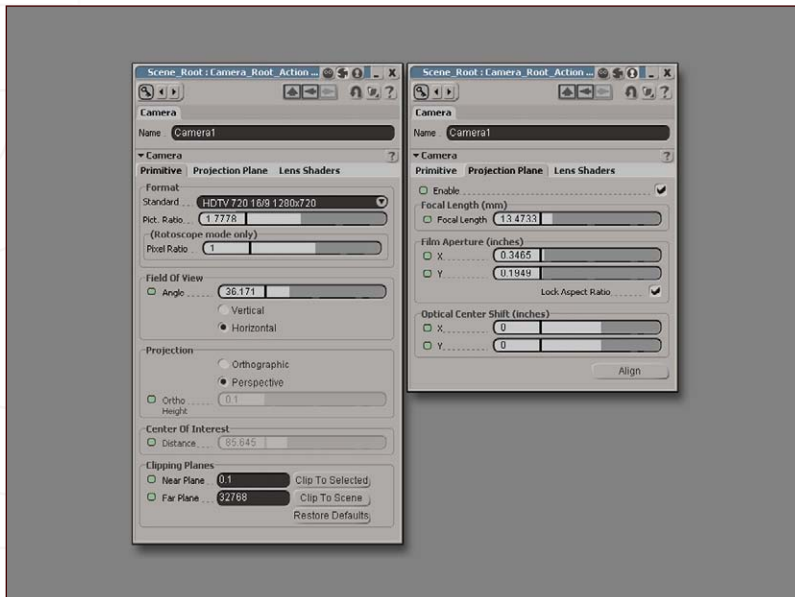 Scene_Root : Camera_Root_Action ...
Camera
Name Camera1
Camera
Primitive Projection Plane Lens Shaders
Format
Standard HDTV 720 16/9 1280x720
Pict. Ratio 1.7778
(Rotoscope mode only)
Pixel Ratio 1
Field Of View
Angle 36.171
Vertical
Horizontal
Projection
Orthographic
Perspective
Ortho Height 0.1
Center Of Interest
Distance 85.645
Clipping Planes
Near Plane 0.1 Clip To Selected
Far Plane 32768 Clip To Scene
Restore Defaults
Scene_Root : Camera_Root_Action ...
Camera
Name Camera1
Camera
Primitive Projection Plane Lens Shaders
Enable
Focal Length (mm)
Focal Length 13.4733
Film Aperture (inches)
X 0.3465
Y 0.1949
Lock Aspect Ratio
Optical Center Shift (inches)
X 0
Y 0
Align